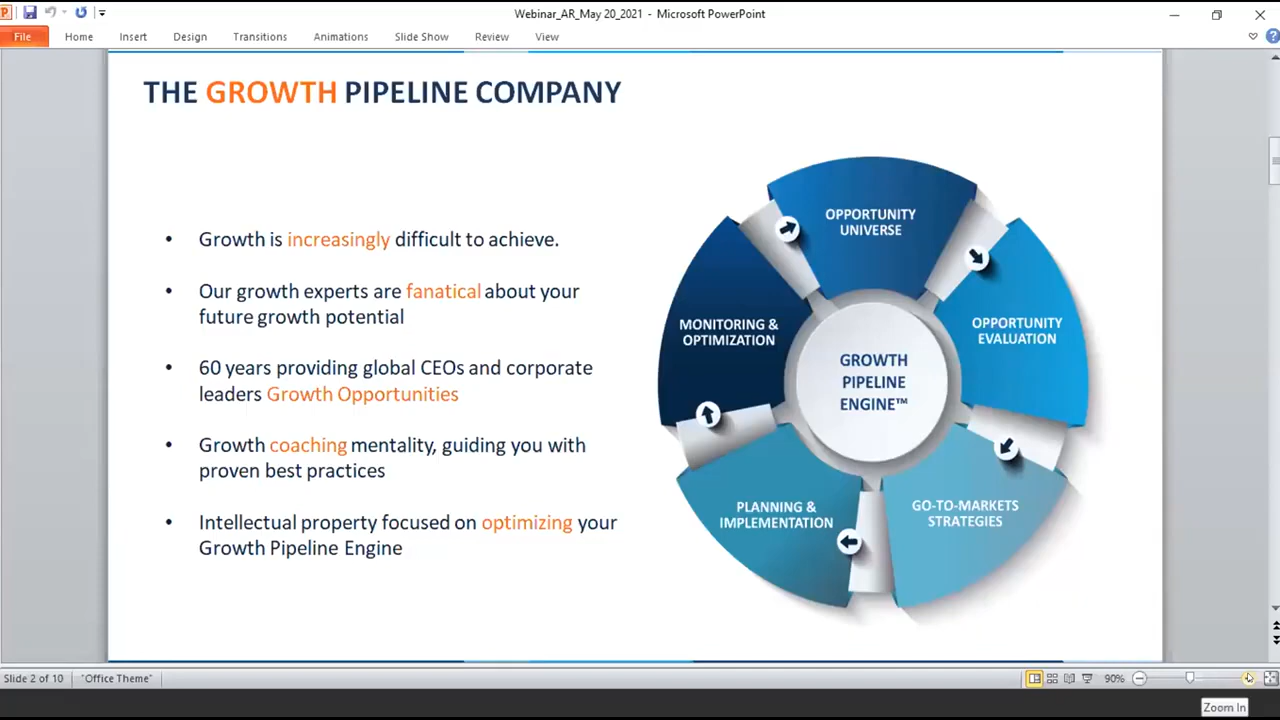 Webinar_AR_May 20_2021 - Microsoft PowerPoint
File Home Insert Design Transitions Animations Slide Show Review View
THE GROWTH PIPELINE COMPANY
• Growth is increasingly difficult to achieve.
• Our growth experts are fanatical about your
future growth potential
• 60 years providing global CEOs and corporate
leaders Growth Opportunities
• Growth coaching mentality, guiding you with
proven best practices
• Intellectual property focused on optimizing your
Growth Pipeline Engine
OPPORTUNITY
UNIVERSE
OPPORTUNITY
EVALUATION
GO-TO-MARKETS
STRATEGIES
PLANNING &
IMPLEMENTATION
MONITORING &
OPTIMIZATION
GROWTH
PIPELINE
ENGINE™
Slide 2 of 10 "Office Theme" 90%
Zoom In